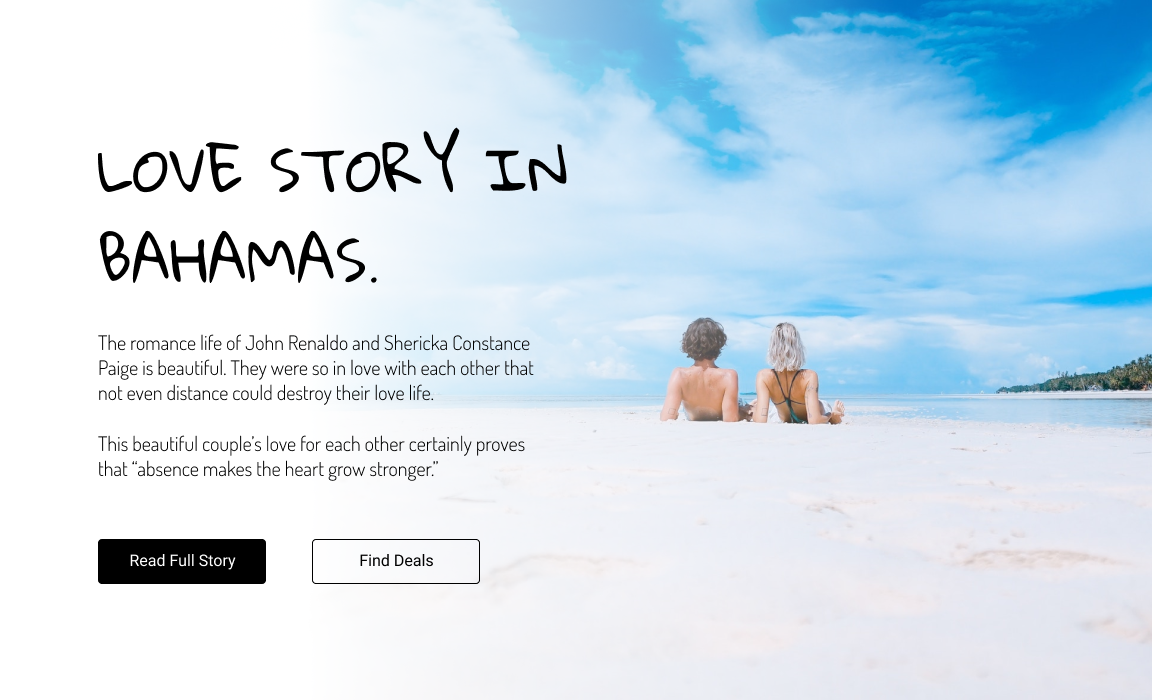 LOVE STORY IN
BAHAMAS.
The romance life of John Renaldo and Shericka Constance
Paige is beautiful. They were so in love with each other that
not even distance could destroy their love life.
This beautiful couple’s love for each other certainly proves
that “absence makes the heart grow stronger.”
Read Full Story
Find Deals